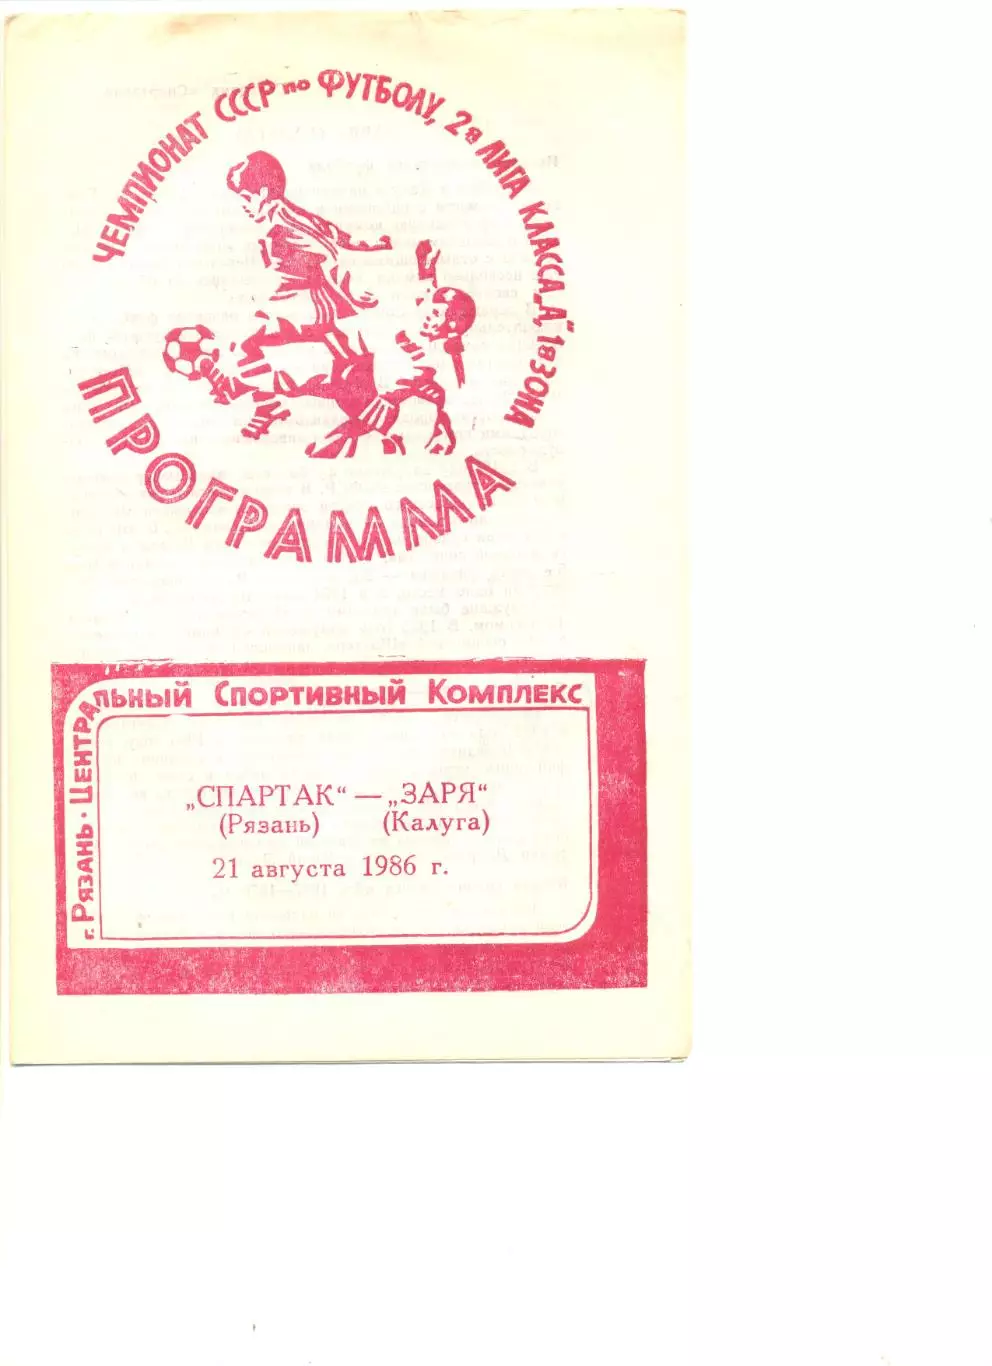 ЧЕМПИОНАТ СССР по ФУТБОЛУ, 2я ЛИГА КЛАССА „А“, 1я ЗОНА
ПРОГРАММА
г. РЯЗАНЬ · ЦЕНТРАЛЬНЫЙ СПОРТИВНЫЙ КОМПЛЕКС
„СПАРТАК“ — „ЗАРЯ“
(Рязань) (Калуга)
21 августа 1986 г.